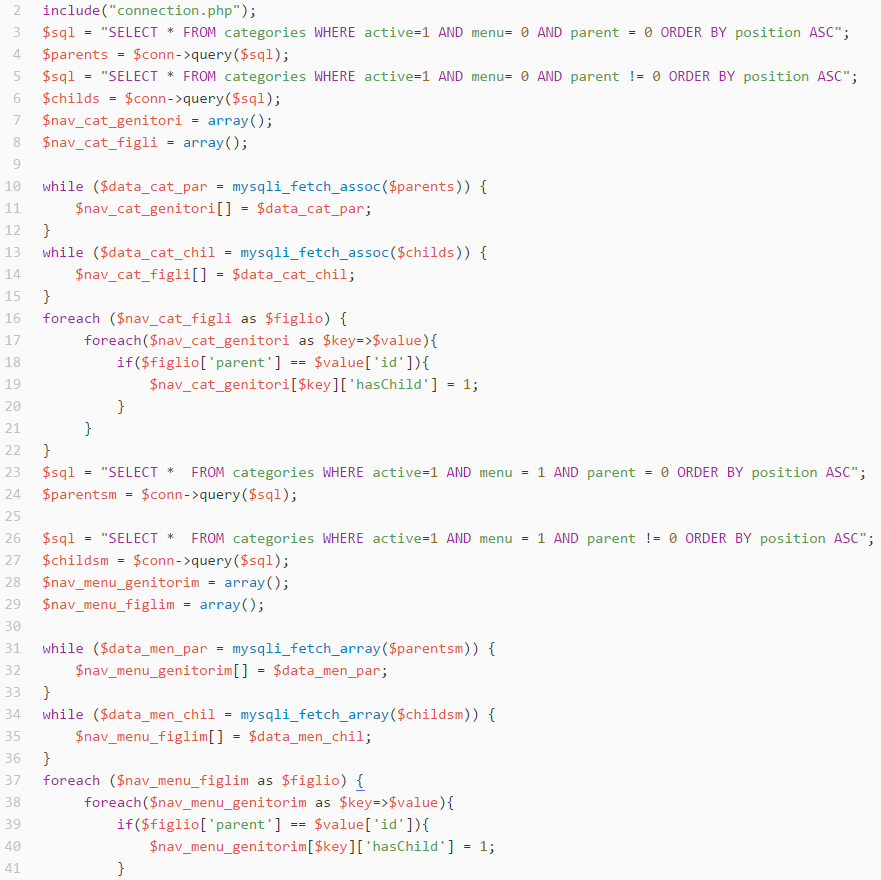 2 include("connection.php");
3 $sql = "SELECT * FROM categories WHERE active=1 AND menu= 0 AND parent = 0 ORDER BY position ASC";
4 $parents = $conn->query($sql);
5 $sql = "SELECT * FROM categories WHERE active=1 AND menu= 0 AND parent != 0 ORDER BY position ASC";
6 $childs = $conn->query($sql);
7 $nav_cat_genitori = array();
8 $nav_cat_figli = array();
9
10 while ($data_cat_par = mysqli_fetch_assoc($parents)) {
11     $nav_cat_genitori[] = $data_cat_par;
12 }
13 while ($data_cat_chil = mysqli_fetch_assoc($childs)) {
14     $nav_cat_figli[] = $data_cat_chil;
15 }
16 foreach ($nav_cat_figli as $figlio) {
17      foreach($nav_cat_genitori as $key=>$value){
18          if($figlio['parent'] == $value['id']){
19              $nav_cat_genitori[$key]['hasChild'] = 1;
20          }
21      }
22 }
23 $sql = "SELECT *  FROM categories WHERE active=1 AND menu = 1 AND parent = 0 ORDER BY position ASC";
24 $parentsm = $conn->query($sql);
25
26 $sql = "SELECT *  FROM categories WHERE active=1 AND menu = 1 AND parent != 0 ORDER BY position ASC";
27 $childsm = $conn->query($sql);
28 $nav_menu_genitorim = array();
29 $nav_menu_figlim = array();
30
31 while ($data_men_par = mysqli_fetch_array($parentsm)) {
32     $nav_menu_genitorim[] = $data_men_par;
33 }
34 while ($data_men_chil = mysqli_fetch_array($childsm)) {
35     $nav_menu_figlim[] = $data_men_chil;
36 }
37 foreach ($nav_menu_figlim as $figlio) {
38      foreach($nav_menu_genitorim as $key=>$value){
39          if($figlio['parent'] == $value['id']){
40              $nav_menu_genitorim[$key]['hasChild'] = 1;
41          }